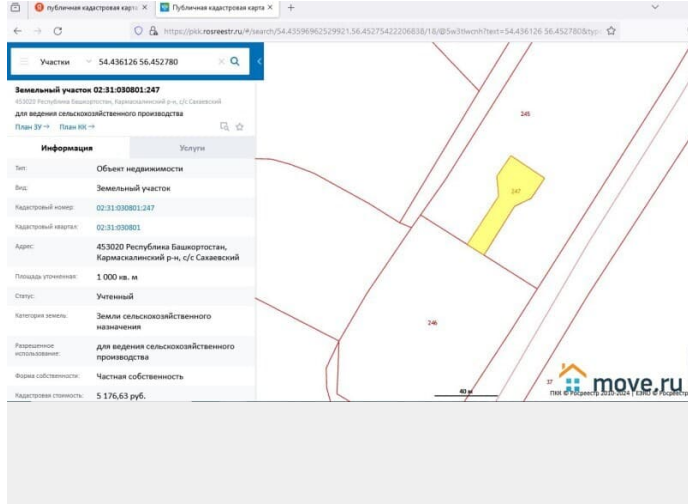 публичная кадастровая карта
Публичная кадастровая карта
https://pkk.rosreestr.ru/#/search/54.43596962529921,56.45275422206838/18/@5w3tlwcnh?text=54.436126 56.452780&type
Участки
54.436126 56.452780
Земельный участок 02:31:030801:247
453020 Республика Башкортостан, Кармаскалинский р-н, с/с Сахаевский
для ведения сельскохозяйственного производства
План ЗУ →
План КК →
Информация
Услуги
Тип:
Объект недвижимости
Вид:
Земельный участок
Кадастровый номер:
02:31:030801:247
Кадастровый квартал:
02:31:030801
Адрес:
453020 Республика Башкортостан,
Кармаскалинский р-н, с/с Сахаевский
Площадь уточненная:
1 000 кв. м
Статус:
Учтенный
Категория земель:
Земли сельскохозяйственного
назначения
Разрешенное
использование:
для ведения сельскохозяйственного
производства
Форма собственности:
Частная собственность
Кадастровая стоимость:
5 176,63 руб.
245
247
246
37
40 м
move.ru
ПКК © Росреестр 2010-2024 | ЕЭКО © Росреестр